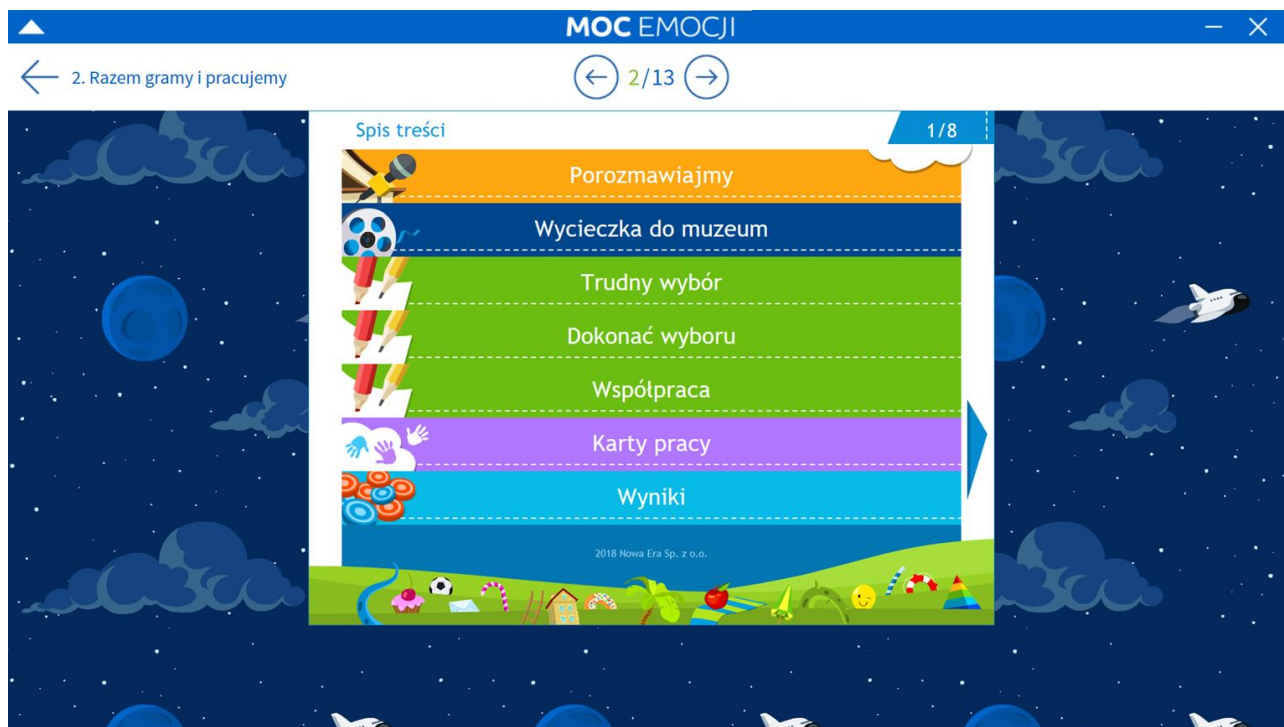 MOC EMOCJI
2. Razem gramy i pracujemy
2/13
Spis treści
1/8
Porozmawiajmy
Wycieczka do muzeum
Trudny wybór
Dokonać wyboru
Współpraca
Karty pracy
Wyniki
2018 Nowa Era Sp. z o.o.